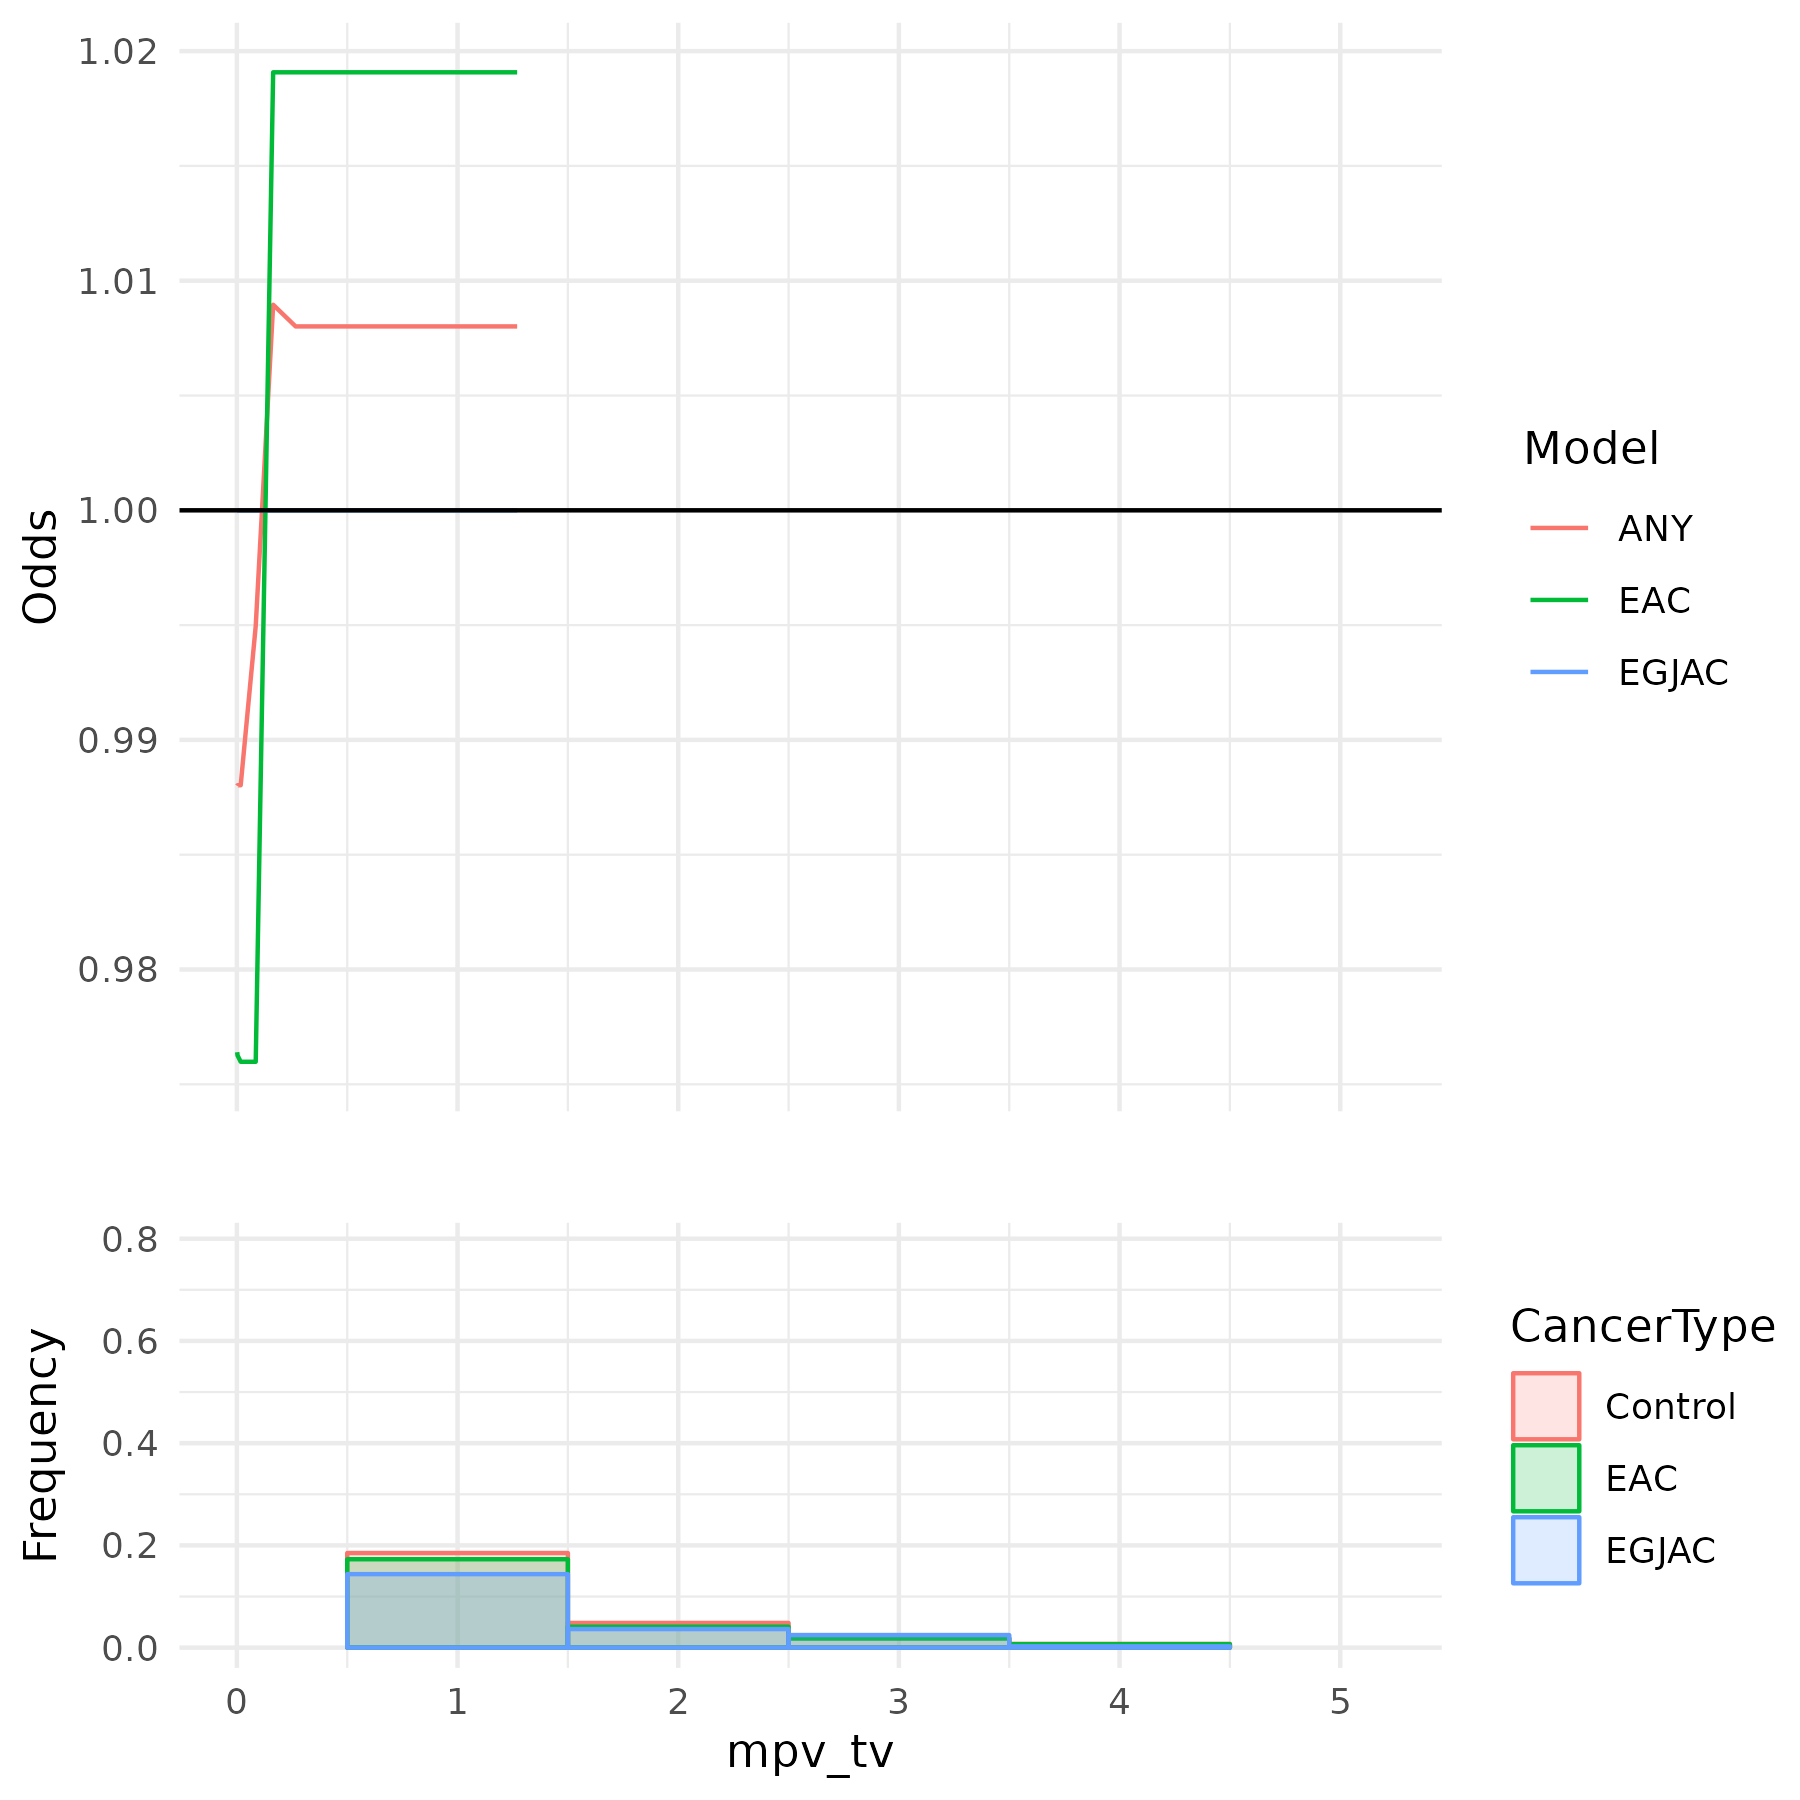 1.02
1.01
1.00
0.99
0.98
Odds
Model
ANY
EAC
EGJAC
0.8
0.6
0.4
0.2
0.0
Frequency
0 1 2 3 4 5
mpv_tv
CancerType
Control
EAC
EGJAC